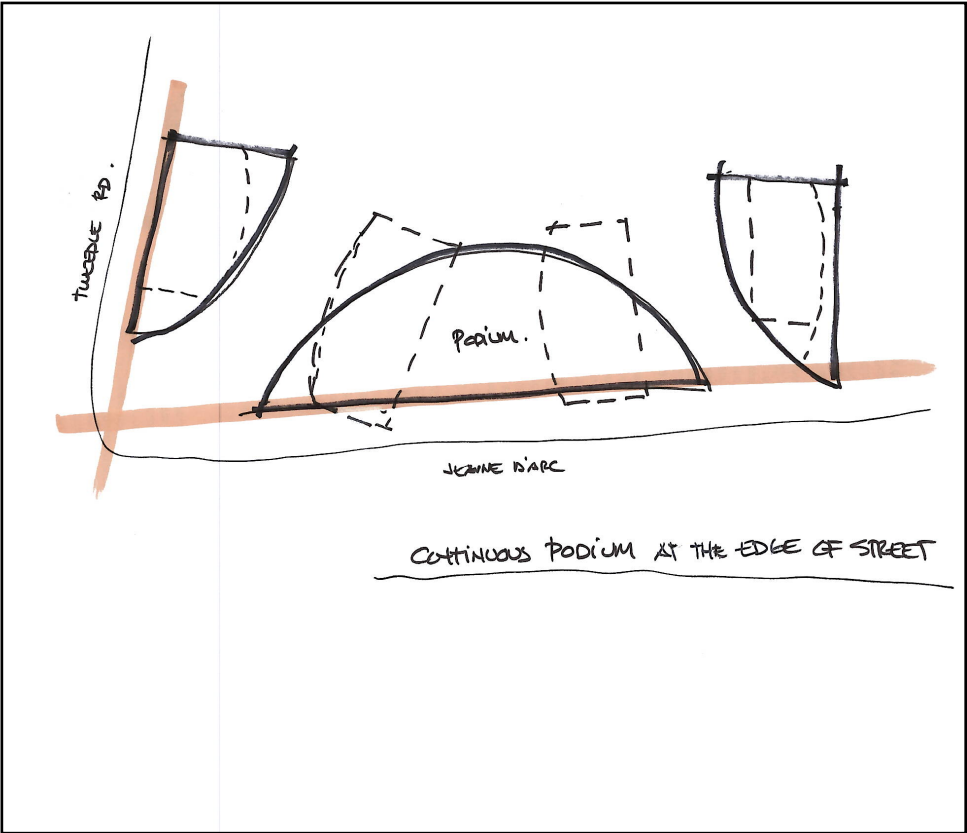 TWEEDLE RD.
PODIUM.
JEANNE D'ARC
CONTINUOUS PODIUM AT THE EDGE OF STREET